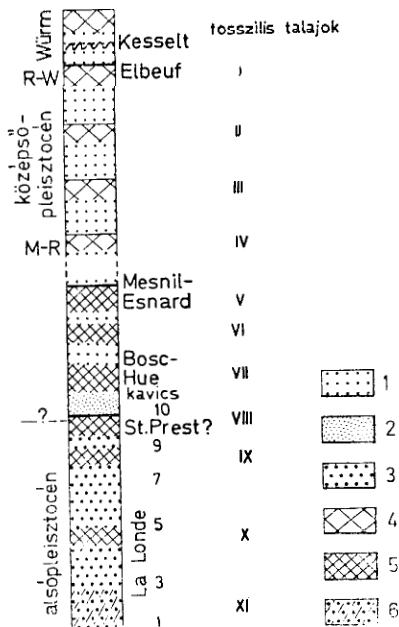 fosszilis talajok
Würm
Kesselt
R-W
Elbeuf
I
középső-
pleisztocén
II
III
M-R
IV
Mesnil-
Esnard
V
VI
Bosc-
Hue
VII
kavics
10
—?
St.Prest?
VIII
9
IX
7
alsópleisztocén
5
La Londe
X
3
XI
1
1
2
3
4
5
6